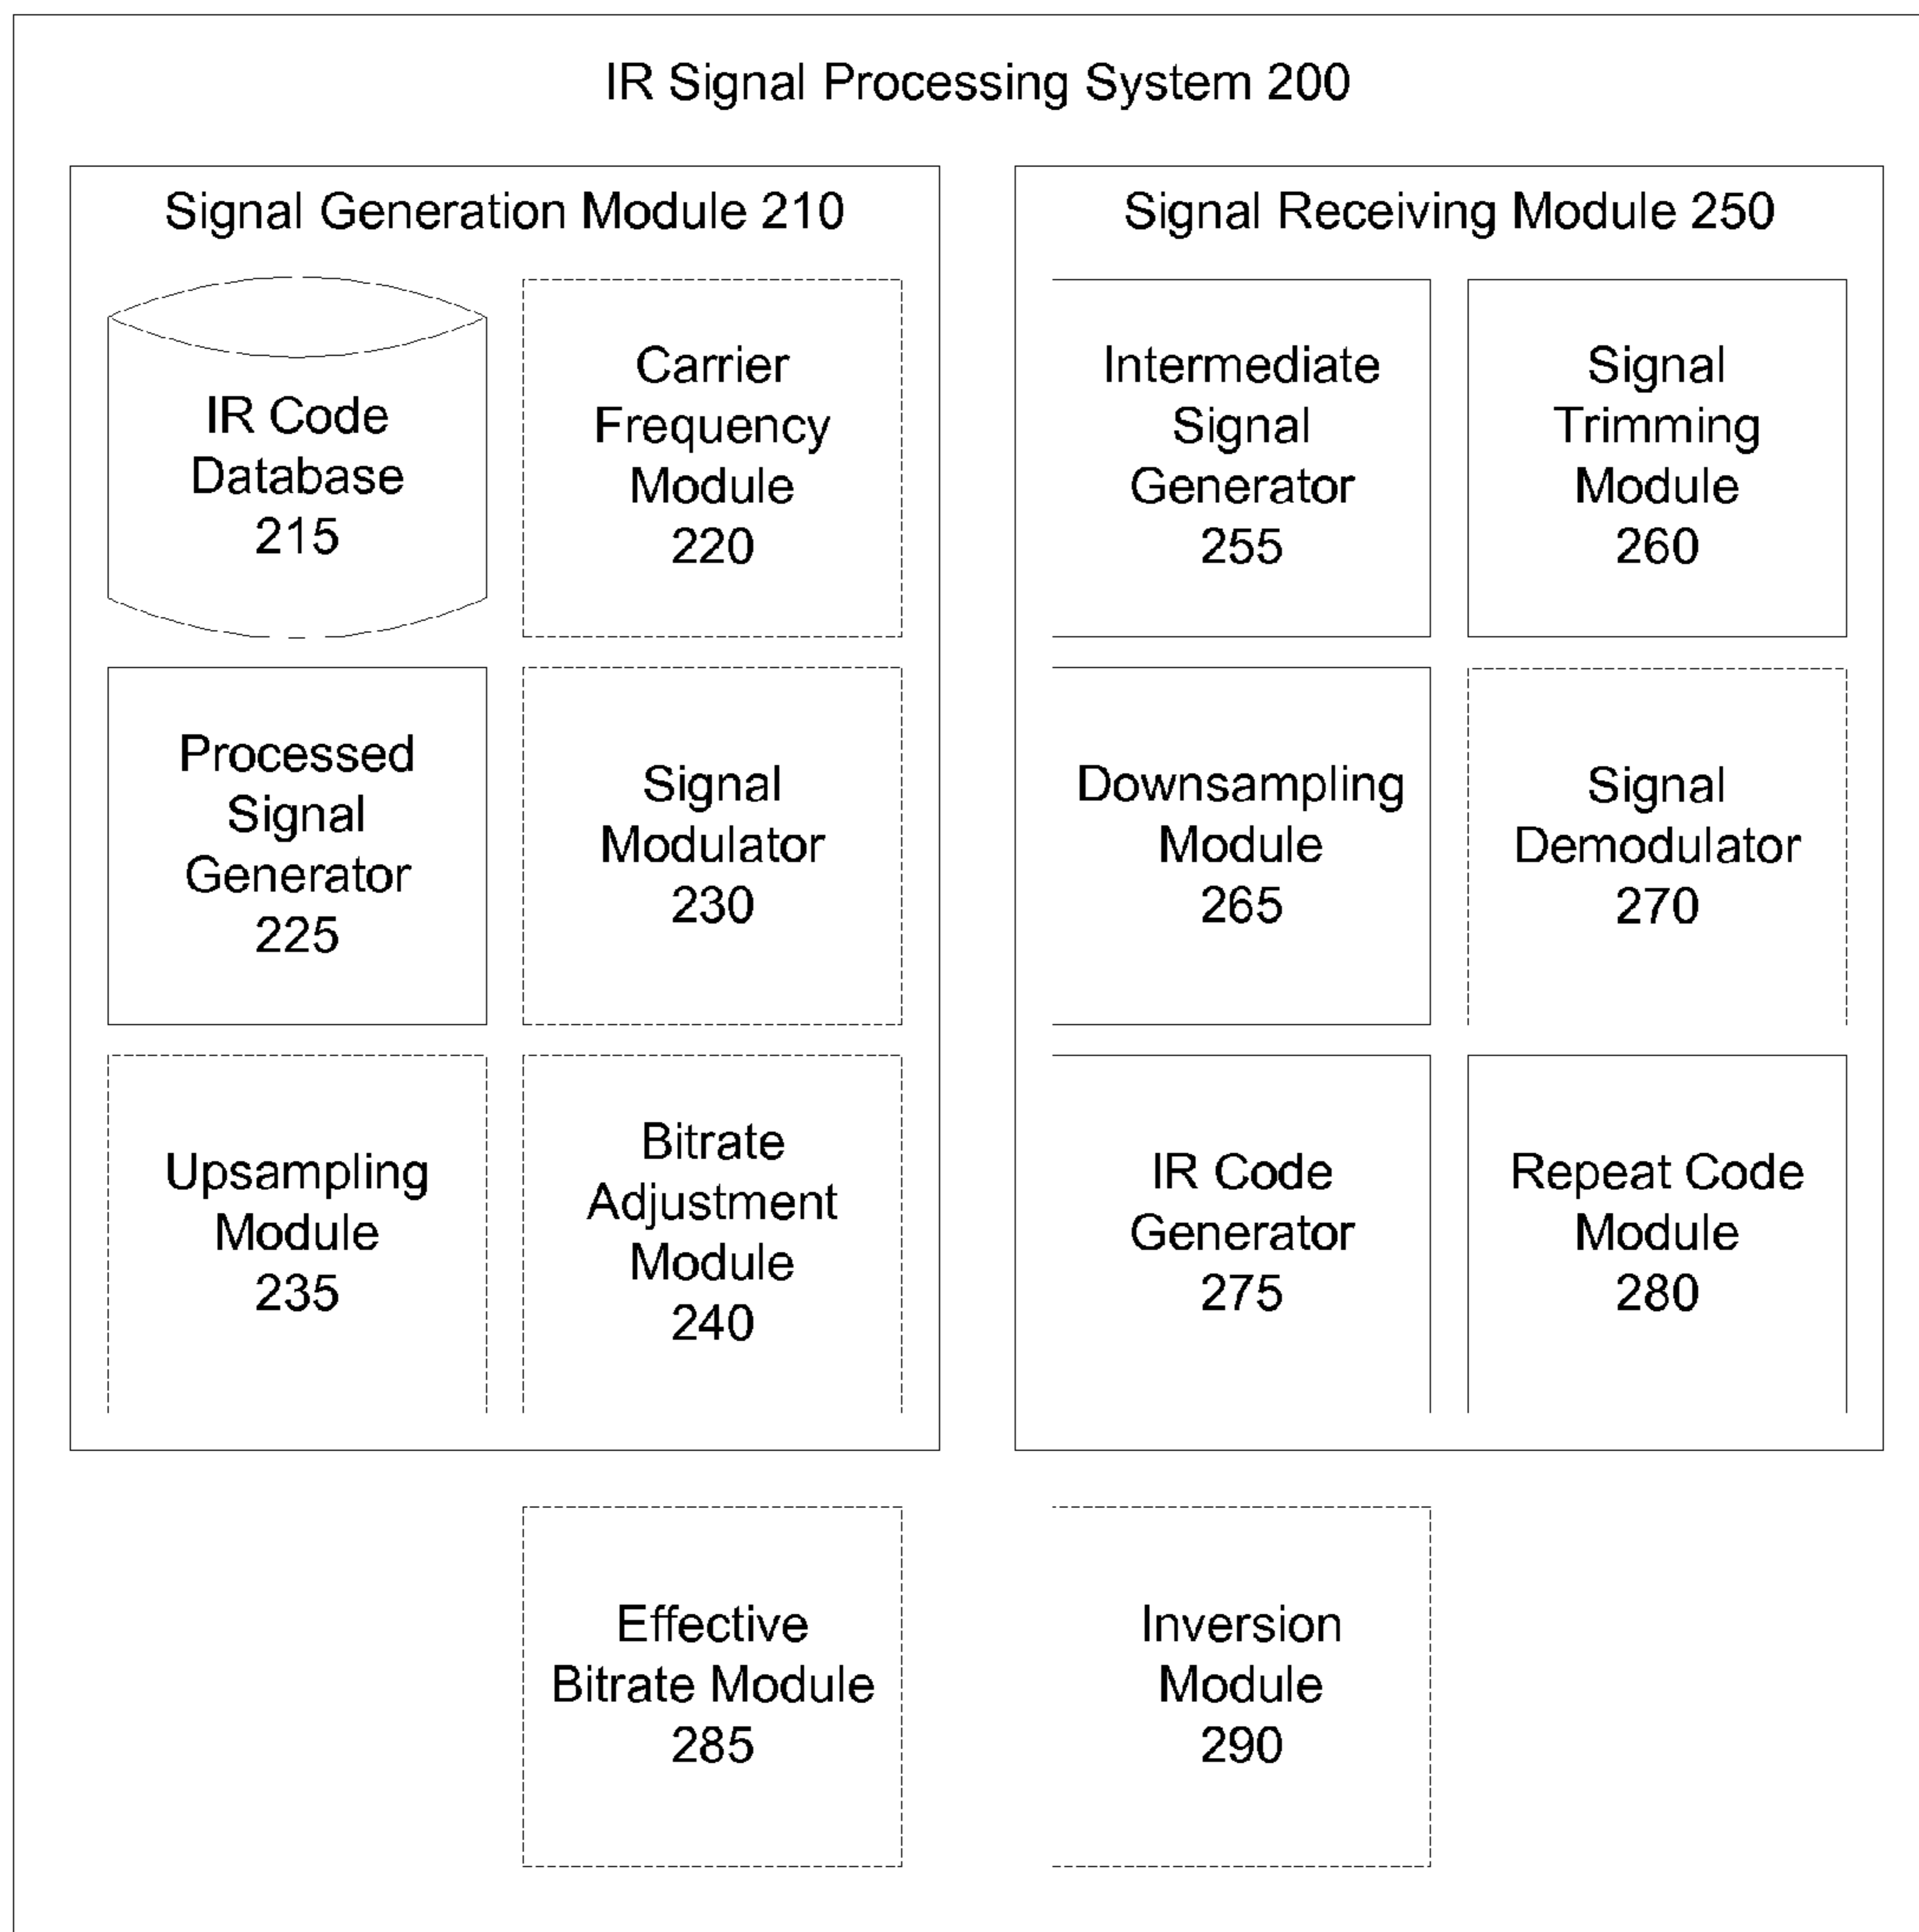 IR Signal Processing System 200
Signal Generation Module 210
IR Code
Database
215
Carrier
Frequency
Module
220
Processed
Signal
Generator
225
Signal
Modulator
230
Upsampling
Module
235
Bitrate
Adjustment
Module
240
Signal Receiving Module 250
Intermediate
Signal
Generator
255
Signal
Trimming
Module
260
Downsampling
Module
265
Signal
Demodulator
270
IR Code
Generator
275
Repeat Code
Module
280
Effective
Bitrate Module
285
Inversion
Module
290